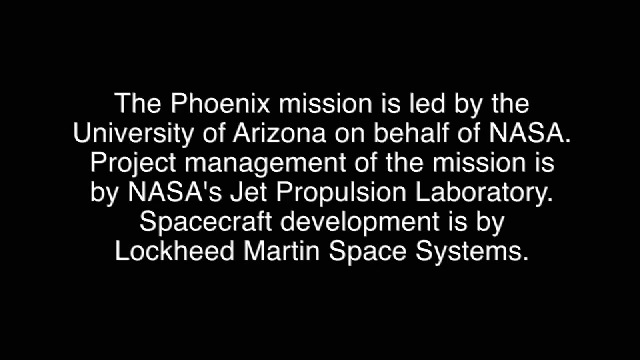 The Phoenix mission is led by the
University of Arizona on behalf of NASA.
Project management of the mission is
by NASA's Jet Propulsion Laboratory.
Spacecraft development is by
Lockheed Martin Space Systems.